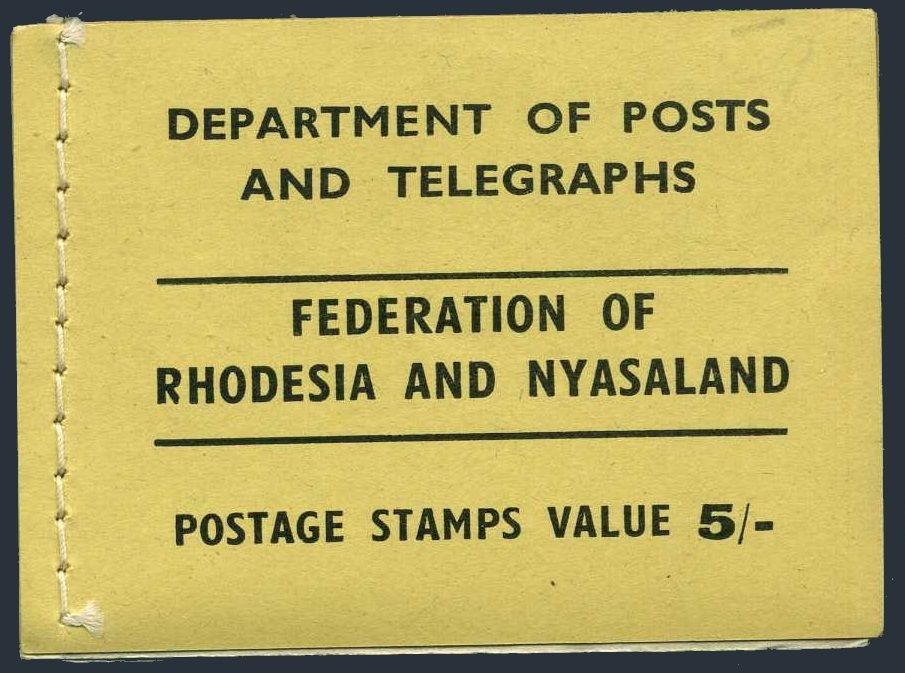 DEPARTMENT OF POSTS
AND TELEGRAPHS
FEDERATION OF
RHODESIA AND NYASALAND
POSTAGE STAMPS VALUE 5/-